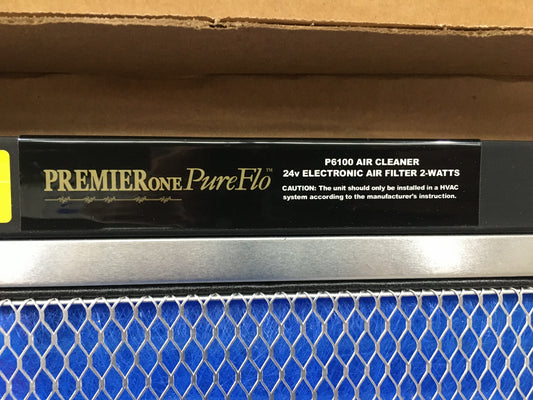 PREMIERONE PureFlo™
P6100 AIR CLEANER
24v ELECTRONIC AIR FILTER 2-WATTS
CAUTION: The unit should only be installed in a HVAC
system according to the manufacturer's instruction.